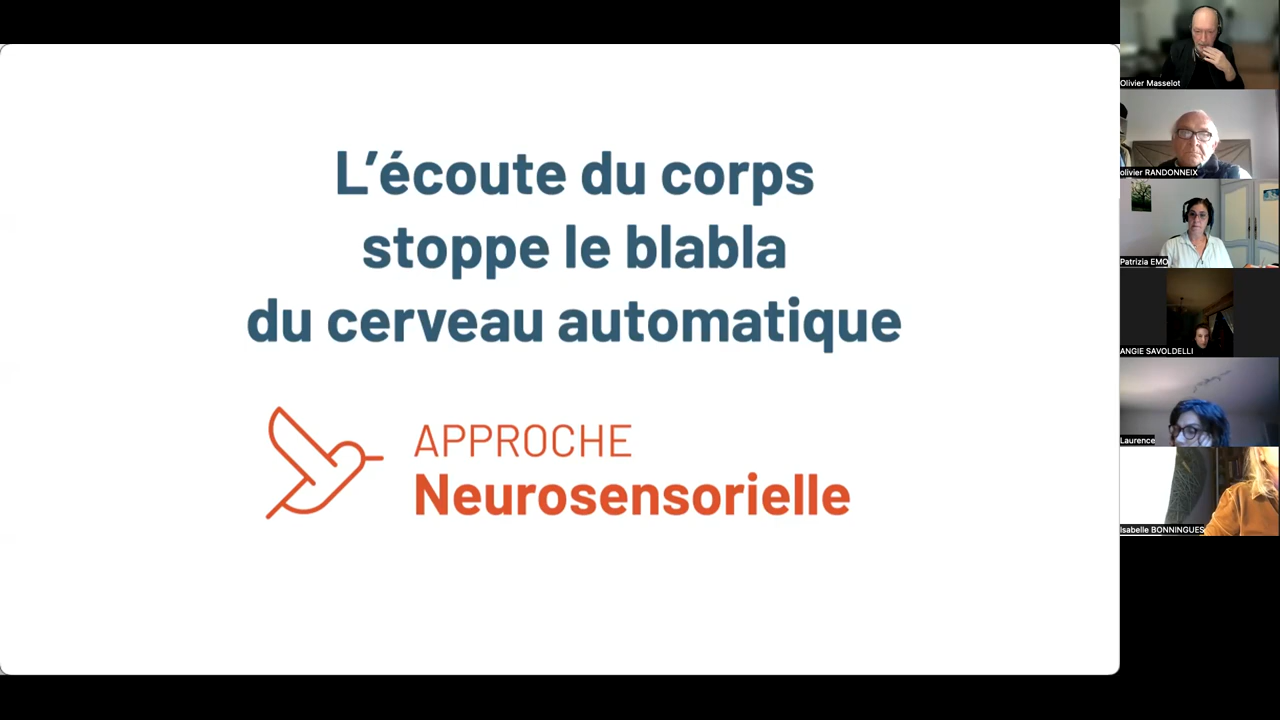 L’écoute du corps
stoppe le blabla
du cerveau automatique
APPROCHE
Neurosensorielle
Olivier Masselot
olivier RANDONNEIX
Patrizia EMO
ANGIE SAVOLDELLI
Laurence
Isabelle BONNINGUES